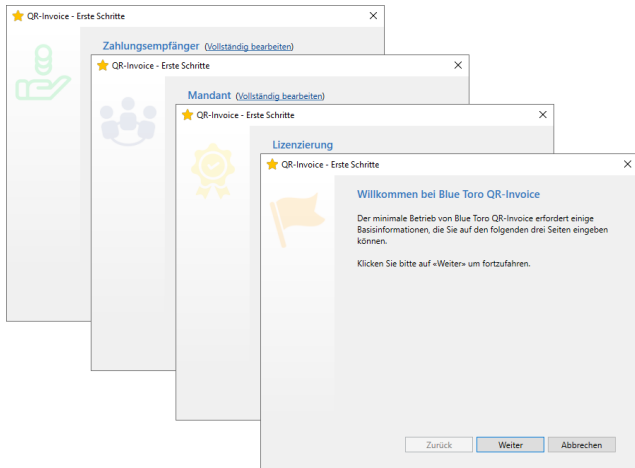 QR-Invoice - Erste Schritte
Zahlungsempfänger (Vollständig bearbeiten)
QR-Invoice - Erste Schritte
Mandant (Vollständig bearbeiten)
QR-Invoice - Erste Schritte
Lizenzierung
QR-Invoice - Erste Schritte
Willkommen bei Blue Toro QR-Invoice
Der minimale Betrieb von Blue Toro QR-Invoice erfordert einige
Basisinformationen, die Sie auf den folgenden drei Seiten eingeben
können.
Klicken Sie bitte auf «Weiter» um fortzufahren.
Zurück Weiter Abbrechen